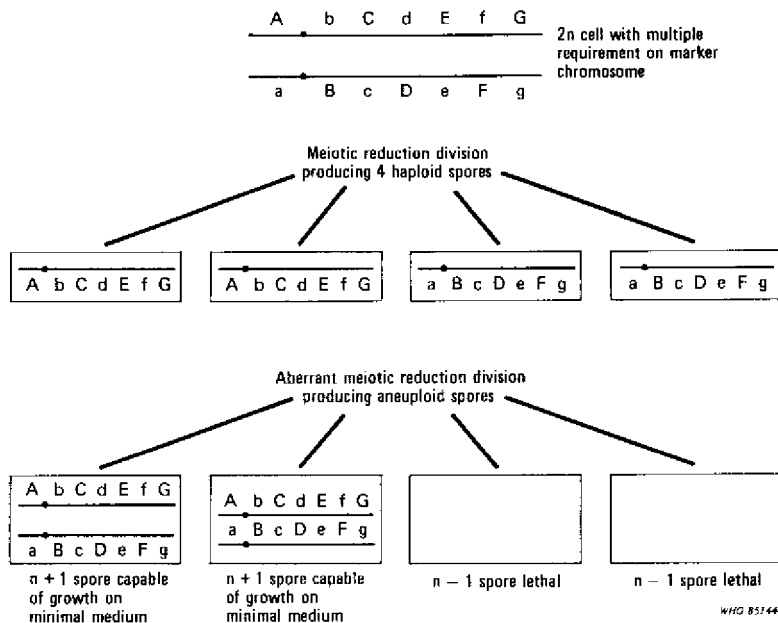 A b C d E f G
2n cell with multiple
requirement on marker
chromosome
a B c D e F g
Meiotic reduction division
producing 4 haploid spores
A b C d E f G
A b C d E f G
a B c D e F g
a B c D e F g
Aberrant meiotic reduction division
producing aneuploid spores
A b C d E f G
a B c D e F g
A b C d E f G
a B c D e F g
n + 1 spore capable
of growth on
minimal medium
n + 1 spore capable
of growth on
minimal medium
n − 1 spore lethal
n − 1 spore lethal
WHO 85144